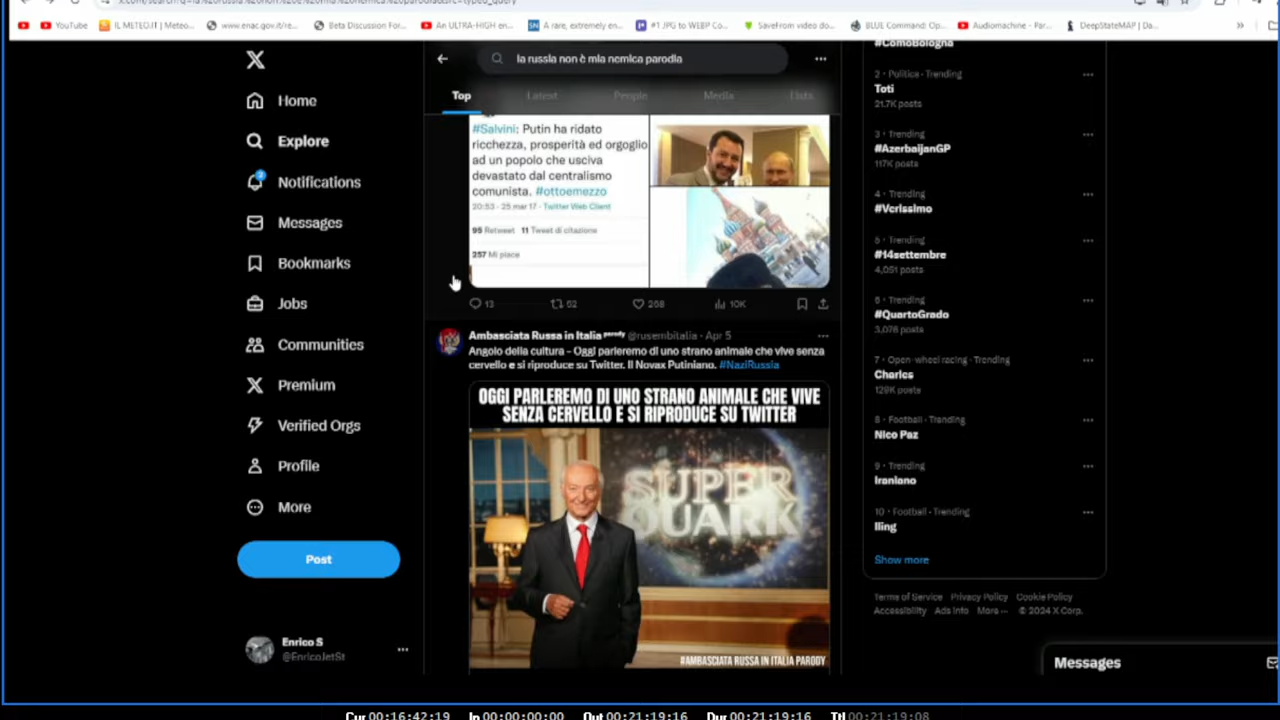 YouTube
IL METEO.IT | Meteo...
www.enac.gov.it/re...
Beta Discussion For...
An ULTRA-HIGH en...
A rare, extremely en...
#1 JPG to WEBP Co...
SaveFrom video do...
BLUE Command: Op...
Audiomachine - Par...
DeepStateMAP | Da...
la russia non è mia nemica parodia
Top
Latest
People
Media
Lists
Home
Explore
Notifications
Messages
Bookmarks
Jobs
Communities
Premium
Verified Orgs
Profile
More
Post
Enrico S
@EnricoJetSt
#Salvini: Putin ha ridato
ricchezza, prosperità ed orgoglio
ad un popolo che usciva
devastato dal centralismo
comunista. #ottoemezzo
20:53 · 25 mar 17 · Twitter Web Client
95 Retweet 11 Tweet di citazione
257 Mi piace
13 62 268 10K
Ambasciata Russa in Italia parody @rusembitalia · Apr 5
Angolo della cultura - Oggi parleremo di uno strano animale che vive senza
cervello e si riproduce su Twitter. Il Novax Putiniano. #NaziRussia
OGGI PARLEREMO DI UNO STRANO ANIMALE CHE VIVE
SENZA CERVELLO E SI RIPRODUCE SU TWITTER
SUPER
QUARK
#AMBASCIATA RUSSA IN ITALIA PARODY
#ComoBologna
2 · Politics · Trending
Toti
21.7K posts
3 · Trending
#AzerbaijanGP
117K posts
4 · Trending
#Verissimo
5 · Trending
#14settembre
4,051 posts
6 · Trending
#QuartoGrado
3,076 posts
7 · Open-wheel racing · Trending
Charles
129K posts
8 · Football · Trending
Nico Paz
9 · Trending
Iraniano
10 · Football · Trending
Iling
Show more
Terms of Service Privacy Policy Cookie Policy
Accessibility Ads info More ··· © 2024 X Corp.
Messages
Cur 00:16:42:19 In 00:00:00:00 Out 00:21:19:16 Dur 00:21:19:16 Ttl 00:21:19:08